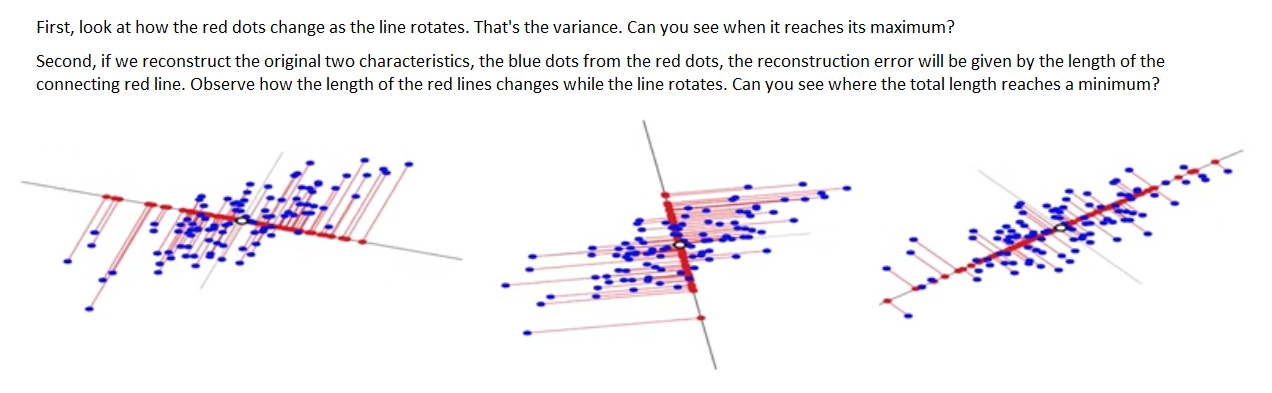 First, look at how the red dots change as the line rotates. That's the variance. Can you see when it reaches its maximum?
Second, if we reconstruct the original two characteristics, the blue dots from the red dots, the reconstruction error will be given by the length of the
connecting red line. Observe how the length of the red lines changes while the line rotates. Can you see where the total length reaches a minimum?